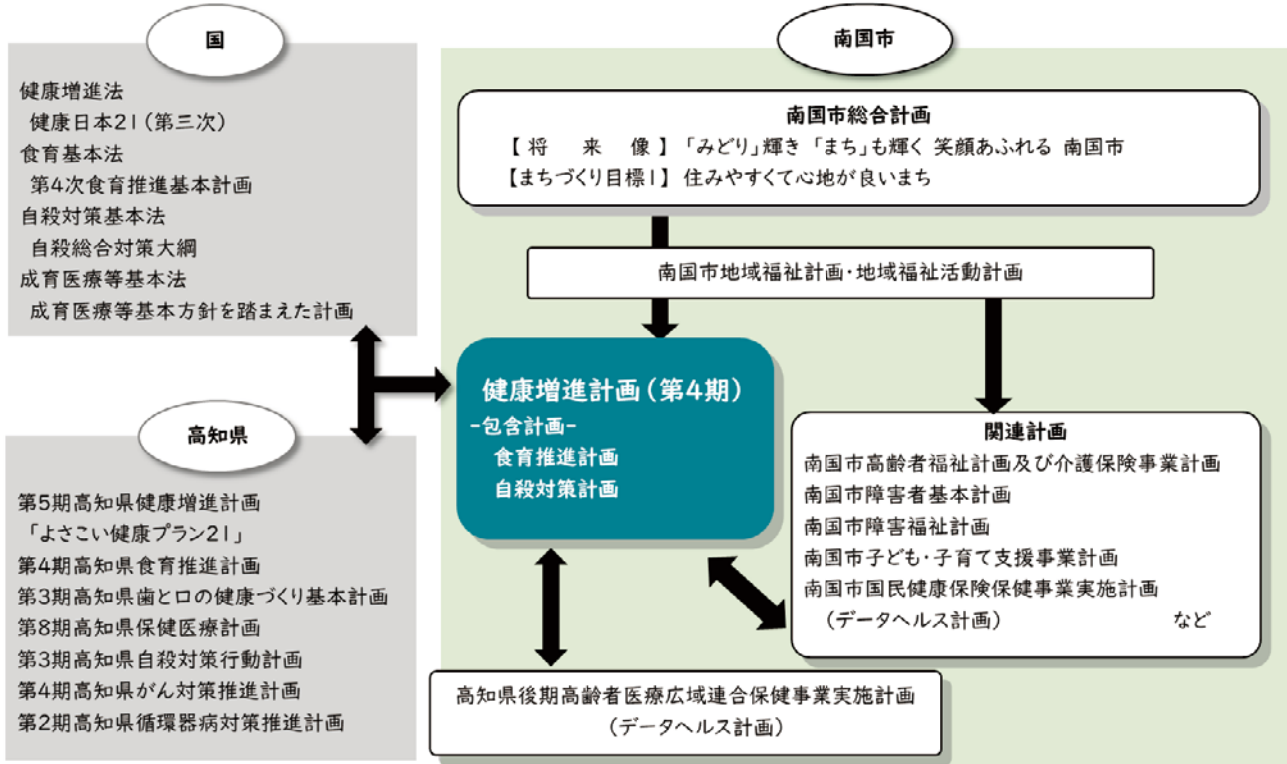 国
健康増進法
健康日本21(第三次)
食育基本法
第4次食育推進基本計画
自殺対策基本法
自殺総合対策大綱
成育医療等基本法
成育医療等基本方針を踏まえた計画
高知県
第5期高知県健康増進計画
「よさこい健康プラン21」
第4期高知県食育推進計画
第3期高知県歯と口の健康づくり基本計画
第8期高知県保健医療計画
第3期高知県自殺対策行動計画
第4期高知県がん対策推進計画
第2期高知県循環器病対策推進計画
南国市
南国市総合計画
【将 来 像】「みどり」輝き 「まち」も輝く 笑顔あふれる 南国市
【まちづくり目標1】 住みやすくて心地が良いまち
南国市地域福祉計画・地域福祉活動計画
健康増進計画(第4期)
-包含計画-
食育推進計画
自殺対策計画
関連計画
南国市高齢者福祉計画及び介護保険事業計画
南国市障害者基本計画
南国市障害福祉計画
南国市子ども・子育て支援事業計画
南国市国民健康保険保健事業実施計画
(データヘルス計画) など
高知県後期高齢者医療広域連合保健事業実施計画
(データヘルス計画)